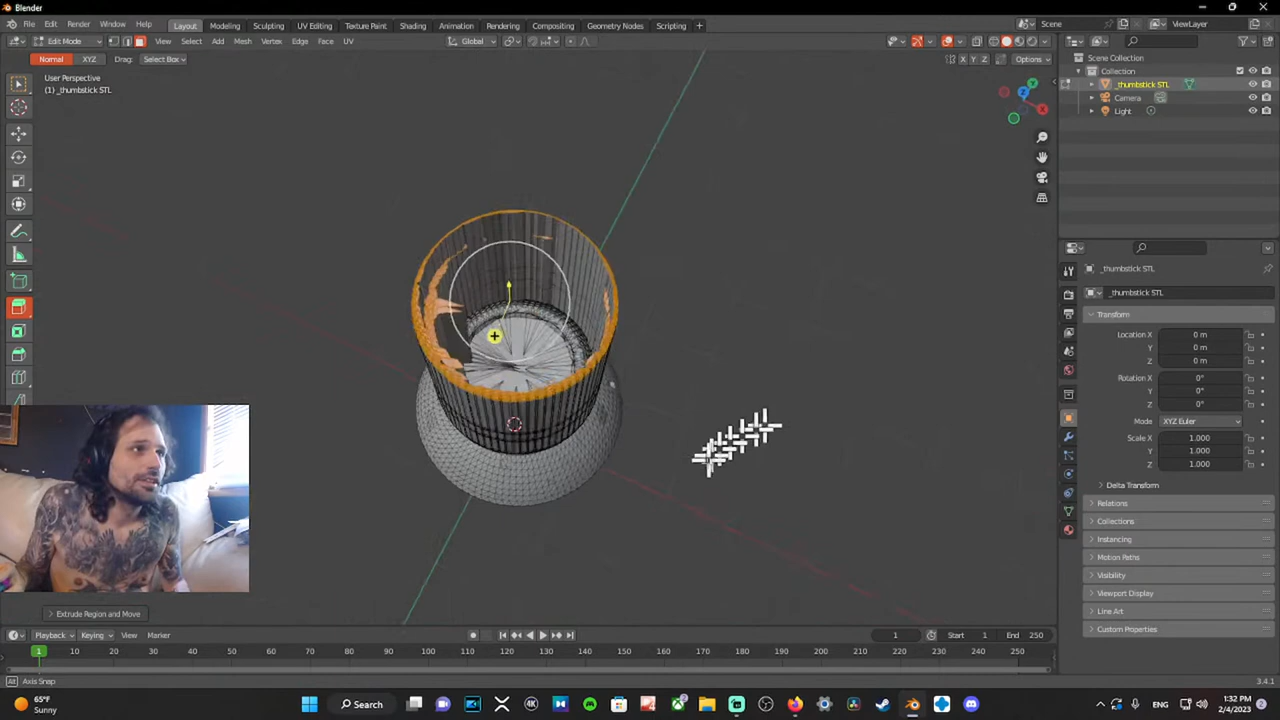 Blender
File Edit Render Window Help
Layout Modeling Sculpting UV Editing Texture Paint Shading Animation Rendering Compositing Geometry Nodes Scripting +
Scene
ViewLayer
Edit Mode
View Select Add Mesh Vertex Edge Face UV
Global
Normal XYZ Drag: Select Box
X Y Z Options
User Perspective
(1) _thumbstick STL
Scene Collection
Collection
_thumbstick STL
Camera
Light
_thumbstick STL
_thumbstick STL
Transform
Location X 0 m
Y 0 m
Z 0 m
Rotation X 0°
Y 0°
Z 0°
Mode XYZ Euler
Scale X 1.000
Y 1.000
Z 1.000
Delta Transform
Relations
Collections
Instancing
Motion Paths
Visibility
Viewport Display
Line Art
Custom Properties
Extrude Region and Move
Playback Keying View Marker
1 Start 1 End 250
1 10 20 30 40 50 60 70 80 90 100 110 120 130 140 150 160 170 180 190 200 210 220 230 240 250
Alt Axis Snap
3.4.1
65°F
Sunny
Search
ENG
1:32 PM
2/4/2023